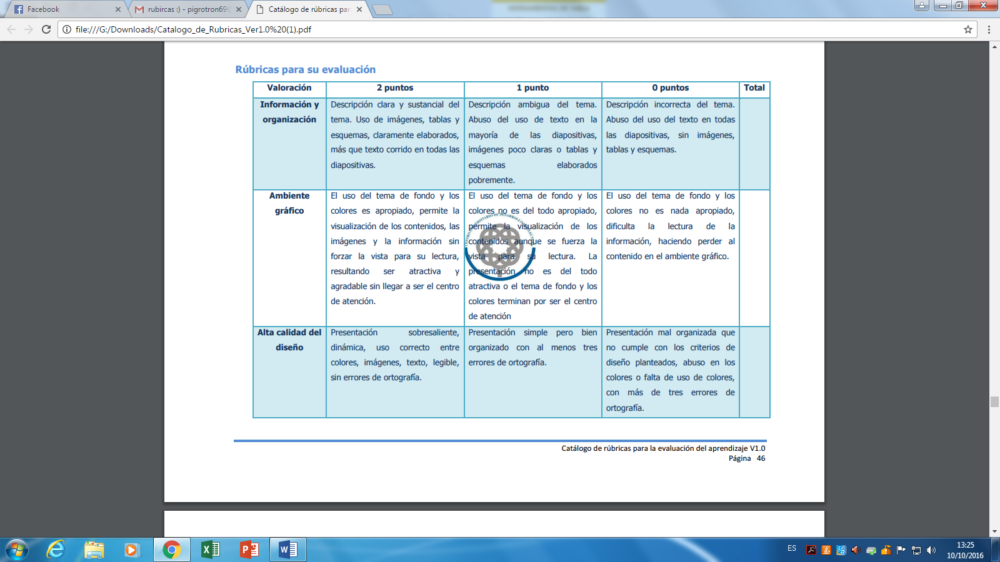 Facebook
rubircas :) - pigrotron69@
Catálogo de rúbricas par
file:///G:/Downloads/Catalogo_de_Rubricas_Ver1.0%20(1).pdf
Rúbricas para su evaluación
Valoración 2 puntos 1 punto 0 puntos Total
Información y organización
Descripción clara y sustancial del
tema. Uso de imágenes, tablas y
esquemas, claramente elaborados,
más que texto corrido en todas las
diapositivas.
Descripción ambigua del tema.
Abuso del uso de texto en la
mayoría de las diapositivas,
imágenes poco claras o tablas y
esquemas elaborados
pobremente.
Descripción incorrecta del tema.
Abuso del uso del texto en todas
las diapositivas, sin imágenes,
tablas y esquemas.
Ambiente
gráfico
El uso del tema de fondo y los
colores es apropiado, permite la
visualización de los contenidos, las
imágenes y la información sin
forzar la vista para su lectura,
resultando ser atractiva y
agradable sin llegar a ser el centro
de atención.
El uso del tema de fondo y los
colores no es del todo apropiado,
permite la visualización de los
contenidos aunque se fuerza la
vista para su lectura. La
presentación no es del todo
atractiva o el tema de fondo y los
colores terminan por ser el centro
de atención
El uso del tema de fondo y los
colores no es nada apropiado,
dificulta la lectura de la
información, haciendo perder al
contenido en el ambiente gráfico.
Alta calidad del
diseño
Presentación sobresaliente,
dinámica, uso correcto entre
colores, imágenes, texto, legible,
sin errores de ortografía.
Presentación simple pero bien
organizado con al menos tres
errores de ortografía.
Presentación mal organizada que
no cumple con los criterios de
diseño planteados, abuso en los
colores o falta de uso de colores,
con más de tres errores de
ortografía.
Catálogo de rúbricas para la evaluación del aprendizaje V1.0
Página 46
ES
13:25
10/10/2016